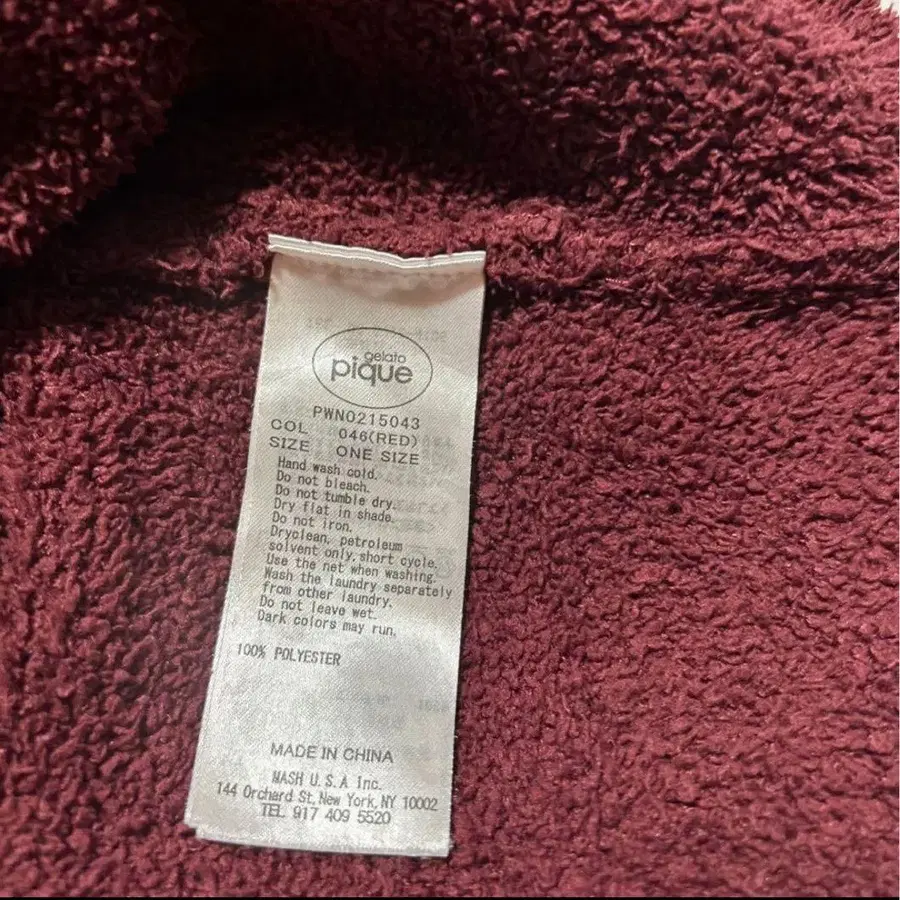 gelato
pique
PWNO215043
COL 046(RED)
SIZE ONE SIZE
Hand wash cold.
Do not bleach.
Do not tumble dry.
Dry flat in shade.
Do not iron.
Dryclean, petroleum
solvent only, short cycle.
Use the net when washing.
Wash the laundry separately
from other laundry.
Do not leave wet.
Dark colors may run.
100% POLYESTER
MADE IN CHINA
MASH U.S.A Inc.
144 Orchard St, New York, NY 10002
TEL 917 409 5520